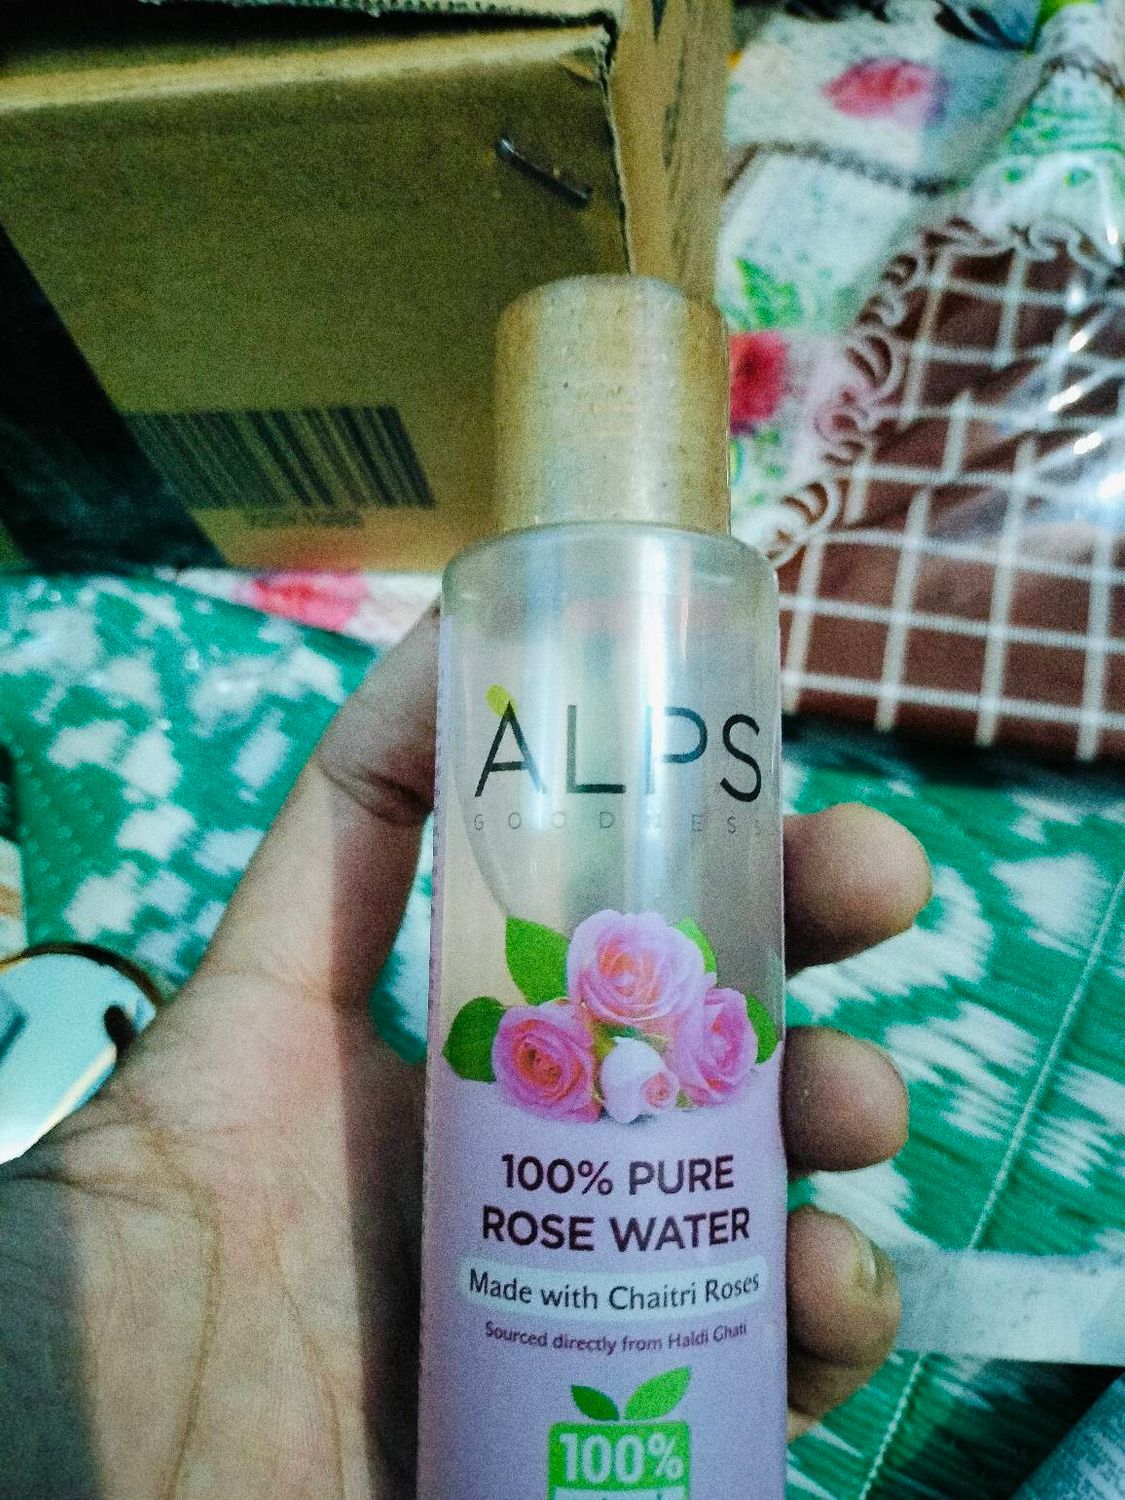 ALPS
GOODNESS
100% PURE
ROSE WATER
Made with Chaitri Roses
Sourced directly from Haldi Ghati
100%